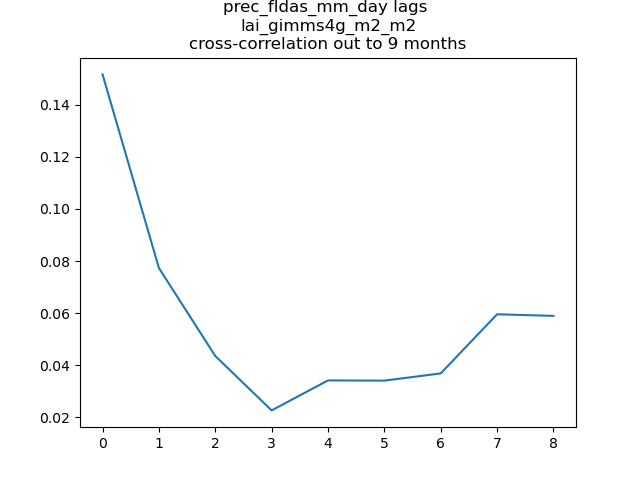 prec_fldas_mm_day lags
lai_gimms4g_m2_m2
cross-correlation out to 9 months
0.14
0.12
0.10
0.08
0.06
0.04
0.02
0 1 2 3 4 5 6 7 8